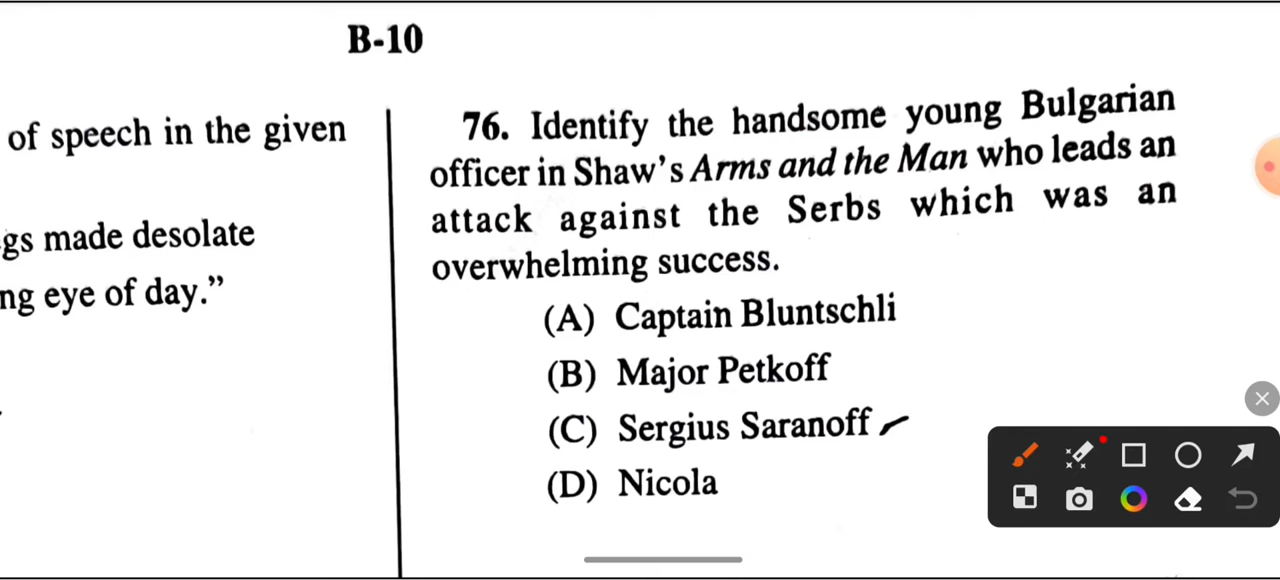 B-10
of speech in the given
gs made desolate
ng eye of day.”
76. Identify the handsome young Bulgarian
officer in Shaw’s Arms and the Man who leads an
attack against the Serbs which was an
overwhelming success.
(A) Captain Bluntschli
(B) Major Petkoff
(C) Sergius Saranoff
(D) Nicola